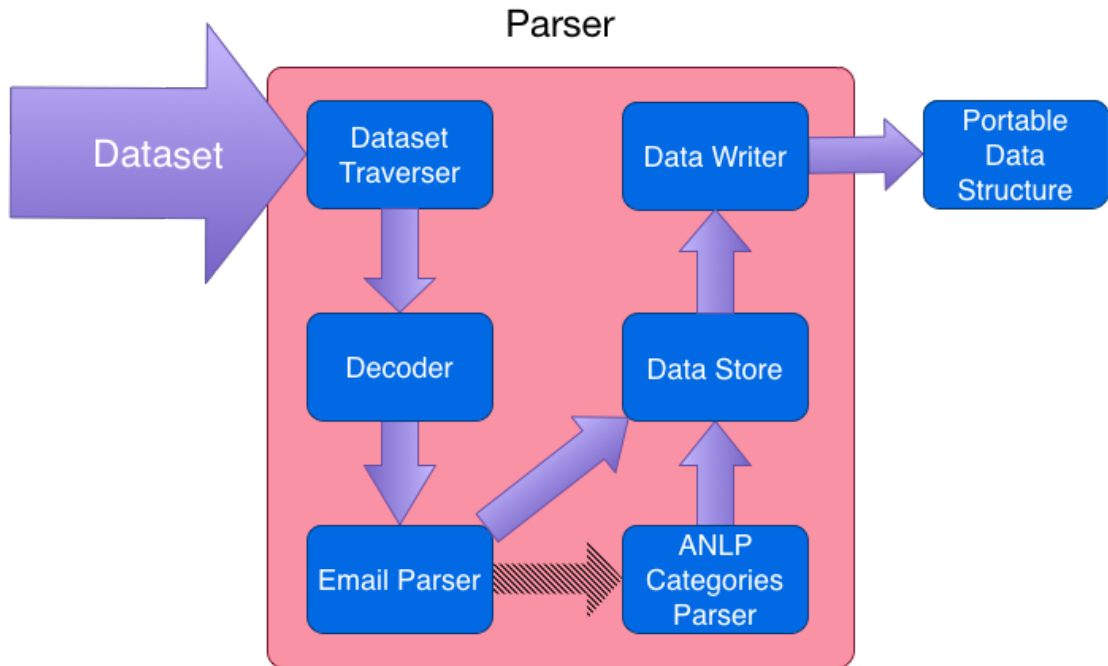 Parser
Dataset
Dataset
Traverser
Data Writer
Portable
Data
Structure
Decoder
Data Store
Email Parser
ANLP
Categories
Parser